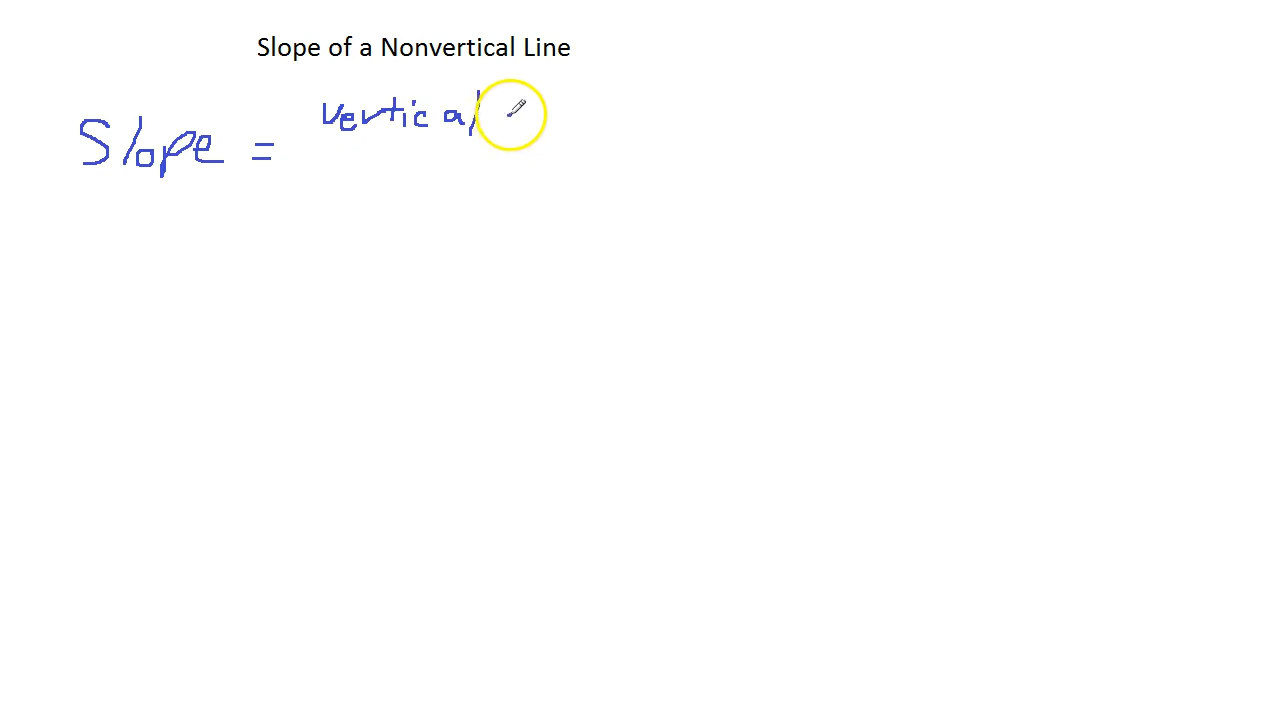 Slope of a Nonvertical Line
Slope = vertical